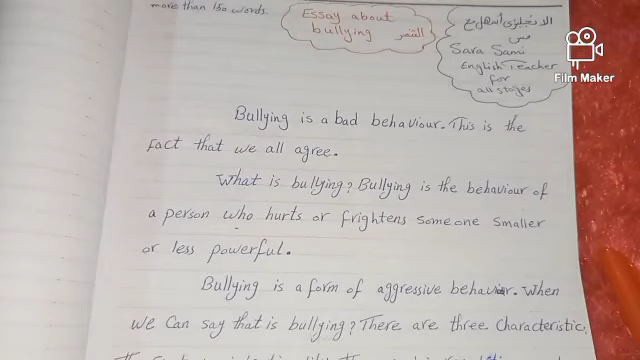 more than 150 words.
Essay about
bullying التنمر
الانجليزى أسهل مع
مس
Sara Sami
English Teacher
for
all stages
Film Maker
Bullying is a bad behaviour. This is the
fact that we all agree.
What is bullying? Bullying is the behaviour of
a person who hurts or frightens someone smaller
or less powerful.
Bullying is a form of aggressive behavior. When
we can say that is bullying? There are three characteristic